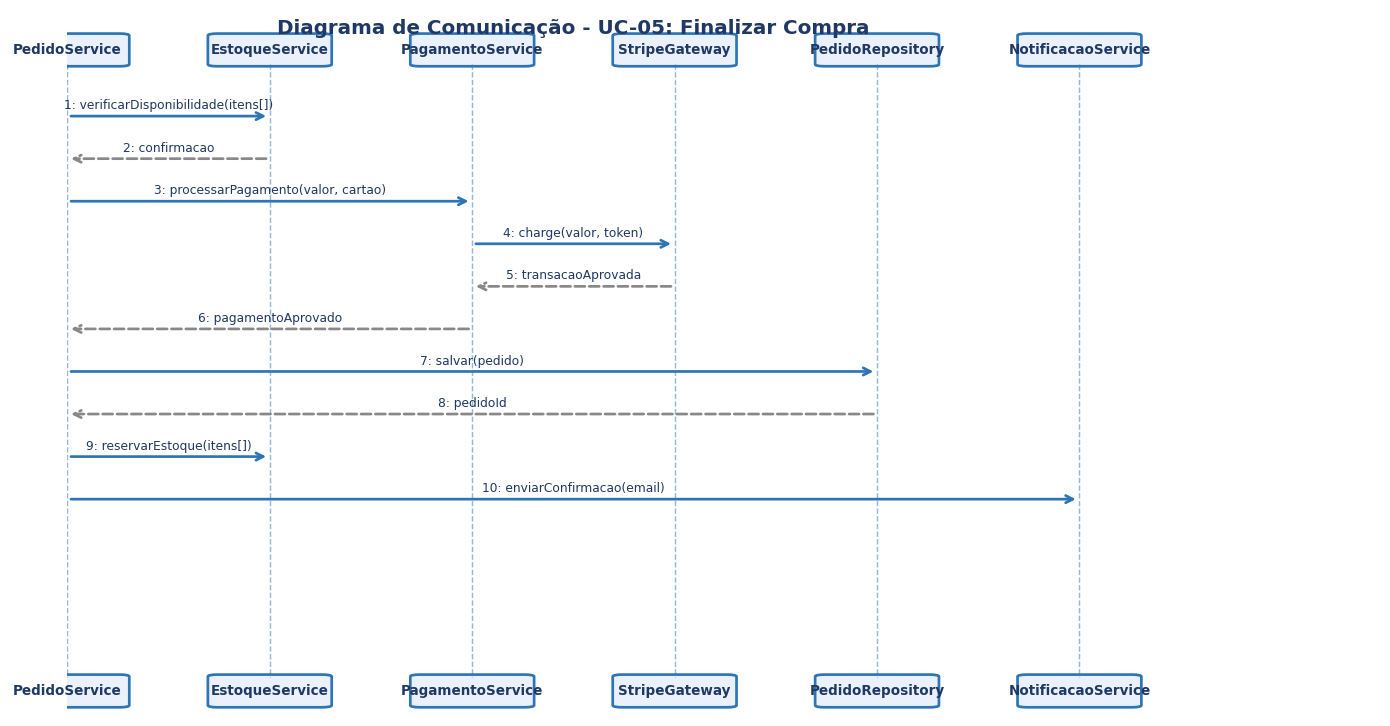 Diagrama de Comunicação - UC-05: Finalizar Compra
PedidoService EstoqueService PagamentoService StripeGateway PedidoRepository NotificacaoService
1: verificarDisponibilidade(itens[])
2: confirmacao
3: processarPagamento(valor, cartao)
4: charge(valor, token)
5: transacaoAprovada
6: pagamentoAprovado
7: salvar(pedido)
8: pedidoId
9: reservarEstoque(itens[])
10: enviarConfirmacao(email)
PedidoService EstoqueService PagamentoService StripeGateway PedidoRepository NotificacaoService